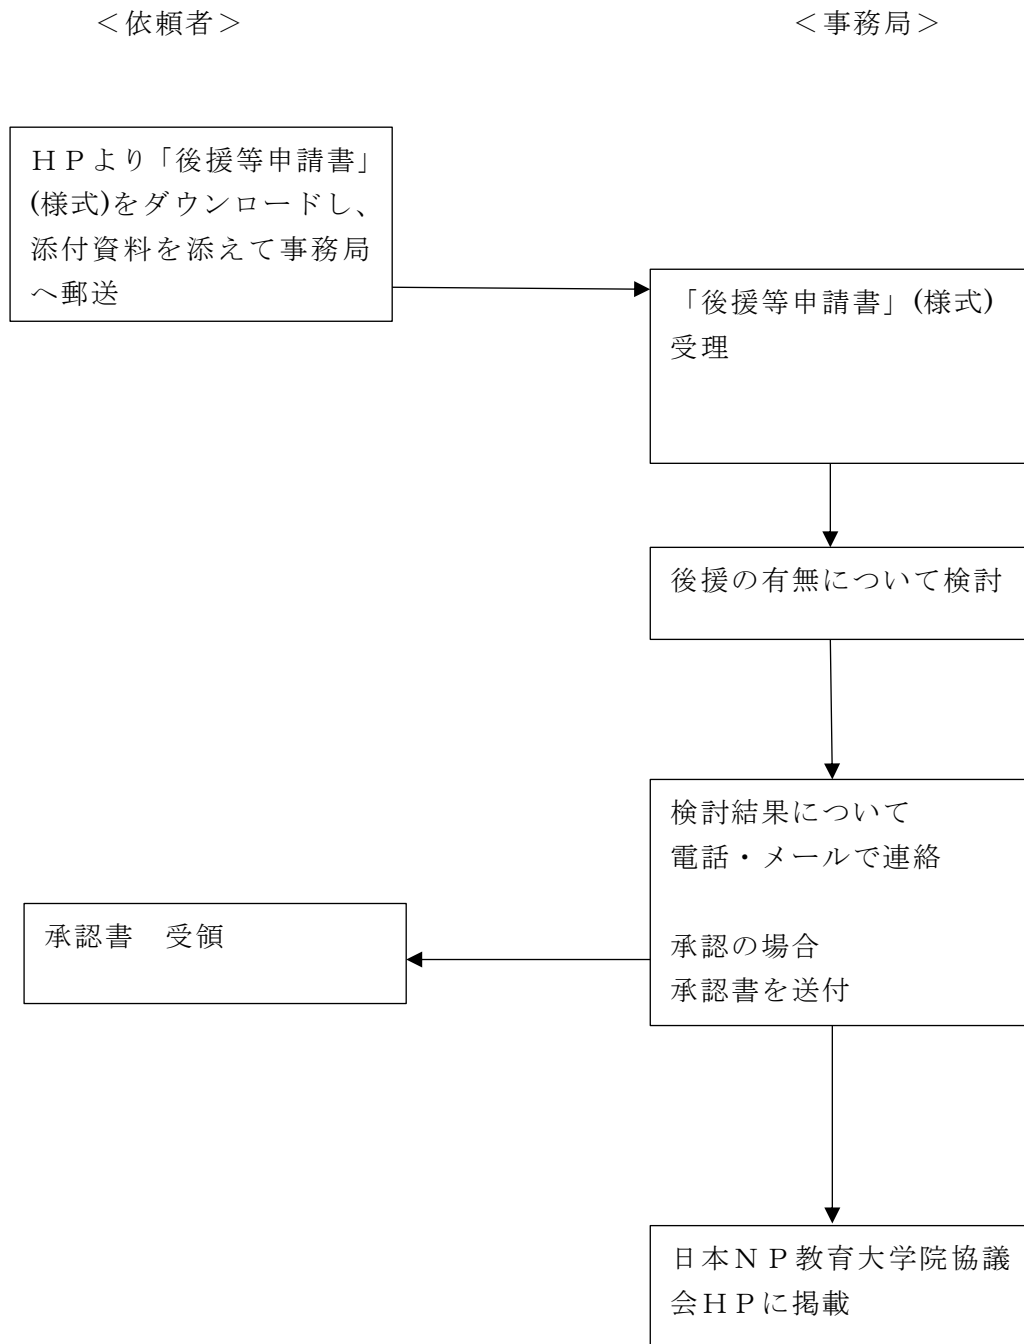 ＜依頼者＞
＜事務局＞
ＨＰより「後援等申請書」
(様式)をダウンロードし、
添付資料を添えて事務局
へ郵送
「後援等申請書」(様式)
受理
後援の有無について検討
検討結果について
電話・メールで連絡
承認の場合
承認書を送付
承認書　受領
日本ＮＰ教育大学院協議
会ＨＰに掲載